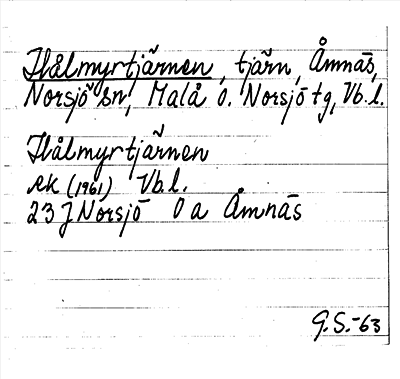 Hålmyrtjärnen, tjärn, Åmnäs,
Norsjö sn, Malå o. Norsjö tg, Vb.l.
Hålmyrtjärnen
ek (1961) Vb.l.
23 J Norsjö 0 a Åmnäs
G.S.-63